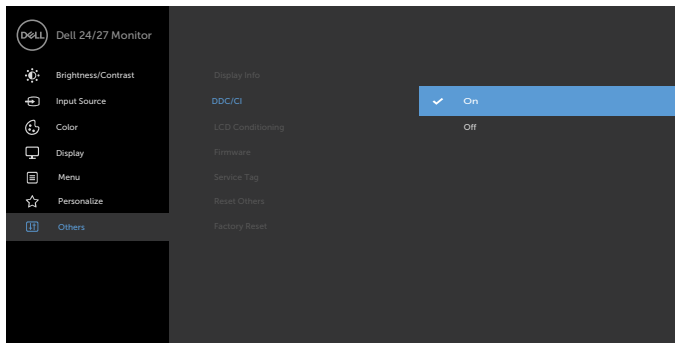 DELL Dell 24/27 Monitor
Brightness/Contrast
Display Info
Input Source
DDC/CI
On
Color
LCD Conditioning
Off
Display
Firmware
Menu
Service Tag
Personalize
Reset Others
Others
Factory Reset